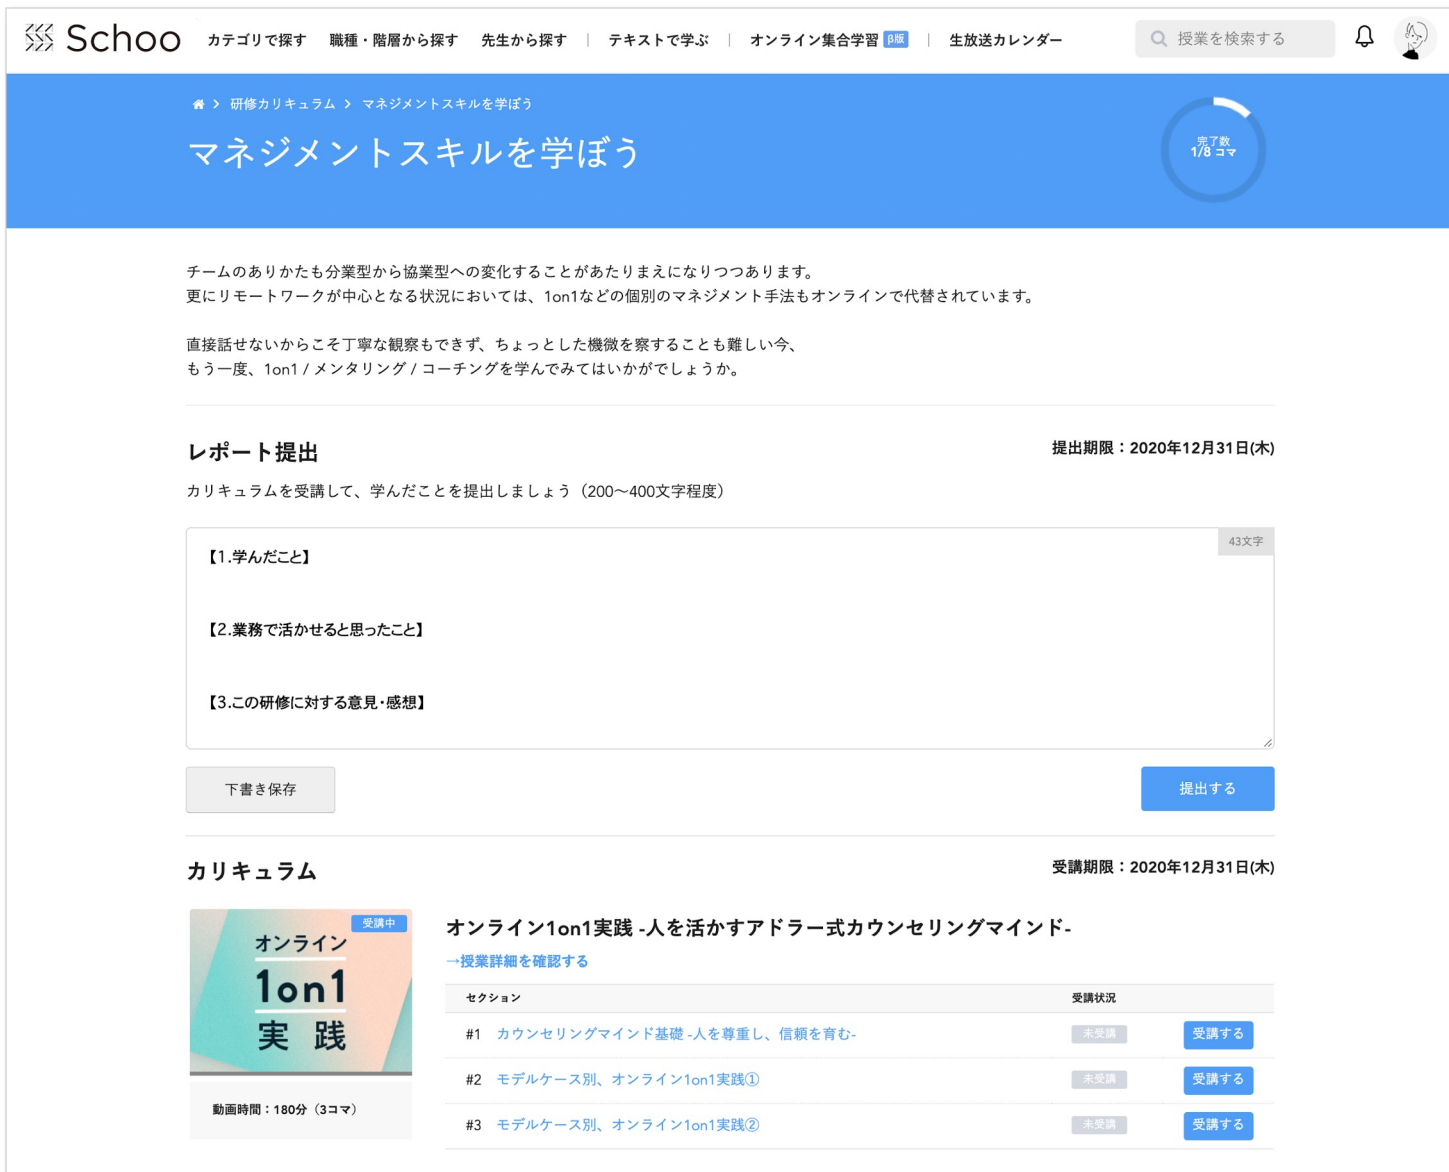 Schoo カテゴリで探す 職種・階層から探す 先生から探す | テキストで学ぶ | オンライン集合学習 β版 | 生放送カレンダー 授業を検索する
研修カリキュラム > マネジメントスキルを学ぼう
マネジメントスキルを学ぼう
完了数
1/8 コマ
チームのありかたも分業型から協業型への変化することがあたりまえになりつつあります。
更にリモートワークが中心となる状況においては、1on1などの個別のマネジメント手法もオンラインで代替されています。
直接話せないからこそ丁寧な観察もできず、ちょっとした機微を察することも難しい今、
もう一度、1on1 / メンタリング / コーチングを学んでみてはいかがでしょうか。
レポート提出 提出期限：2020年12月31日(木)
カリキュラムを受講して、学んだことを提出しましょう（200〜400文字程度）
43文字
【1.学んだこと】
【2.業務で活かせると思ったこと】
【3.この研修に対する意見・感想】
下書き保存 提出する
カリキュラム 受講期限：2020年12月31日(木)
受講中
オンライン
1on1
実践
動画時間：180分（3コマ）
オンライン1on1実践 -人を活かすアドラー式カウンセリングマインド-
→授業詳細を確認する
セクション 受講状況
#1 カウンセリングマインド基礎 -人を尊重し、信頼を育む- 未受講 受講する
#2 モデルケース別、オンライン1on1実践① 未受講 受講する
#3 モデルケース別、オンライン1on1実践② 未受講 受講する